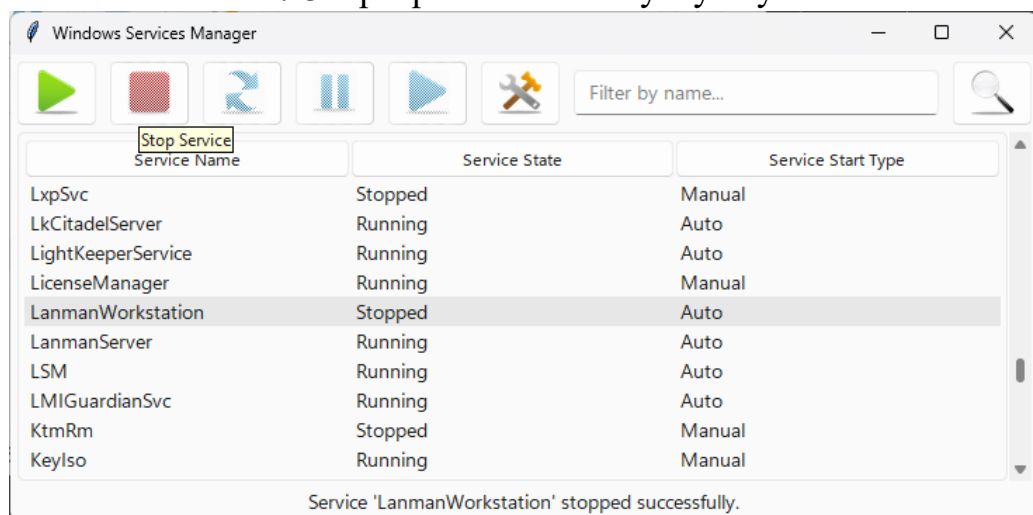 Windows Services Manager
Filter by name...
Stop Service
Service Name Service State Service Start Type
LxpSvc Stopped Manual
LkCitadelServer Running Auto
LightKeeperService Running Auto
LicenseManager Running Manual
LanmanWorkstation Stopped Auto
LanmanServer Running Auto
LSM Running Auto
LMIGuardianSvc Running Auto
KtmRm Stopped Manual
KeyIso Running Manual
Service 'LanmanWorkstation' stopped successfully.